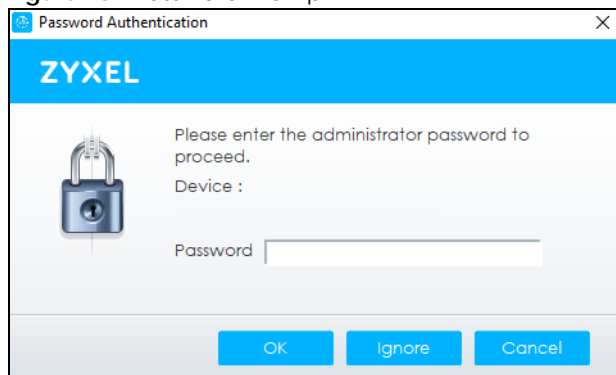 Password Authentication
ZYXEL
Please enter the administrator password to
proceed.
Device :
Password
OK Ignore Cancel